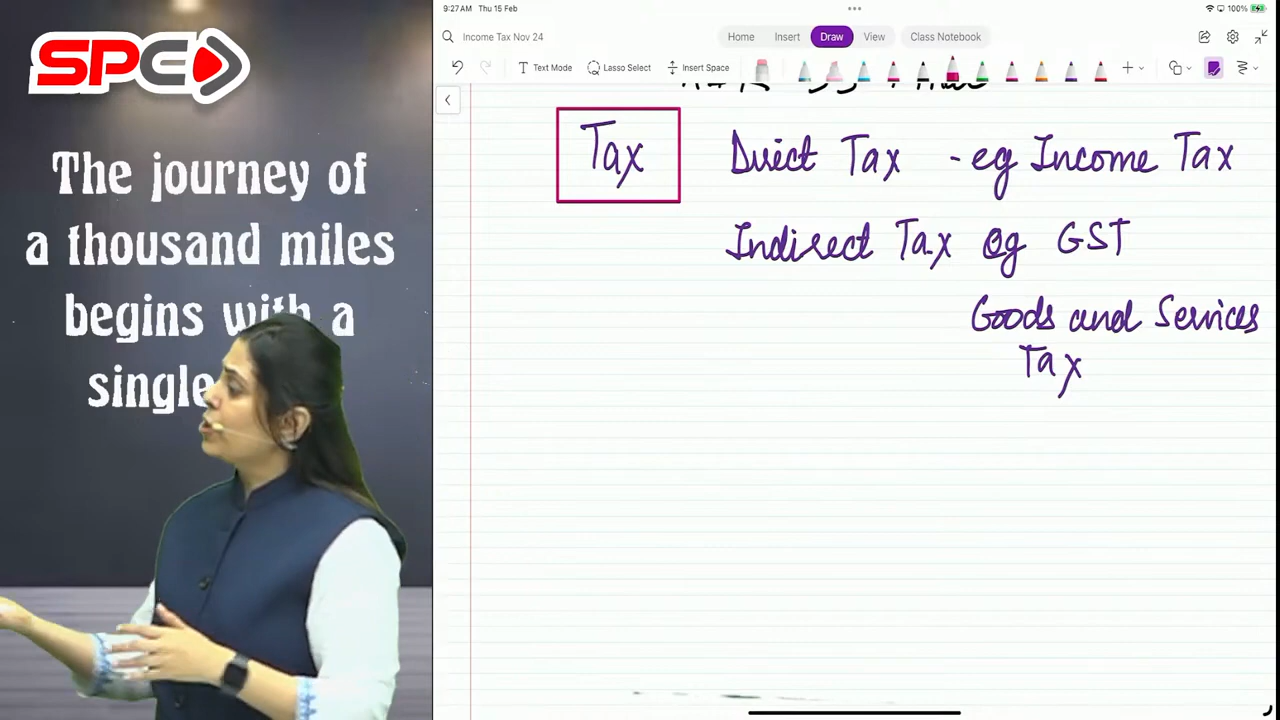 SPC
The journey of
a thousand miles
begins with a
single
9:27 AM Thu 15 Feb
100%
Income Tax Nov 24
Home Insert Draw View Class Notebook
Text Mode Lasso Select Insert Space
Tax
Direct Tax - eg Income Tax
Indirect Tax eg GST
Goods and Services
Tax